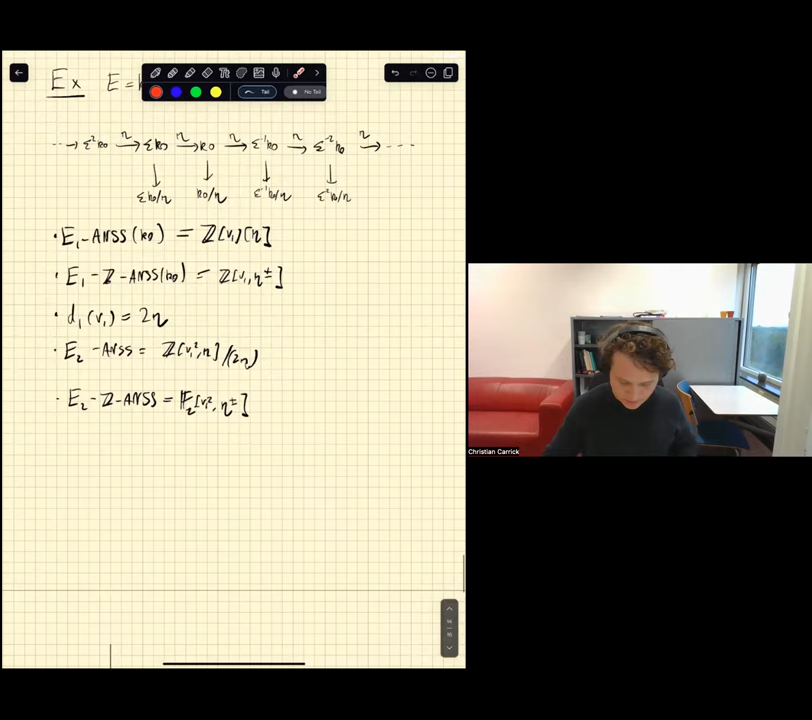 Ex E =
Tail No Tail
⋯ → Σ²ko →^η Σko →^η ko →^η Σ⁻¹ko →^η Σ⁻²ko →^η ⋯
↓ ↓ ↓ ↓
Σko/η ko/η Σ⁻¹ko/η Σ²ko/η
· E₁-ANSS(ko) = ℤ[v₁][η]
· E₁-ℤ-ANSS(ko) = ℤ[v₁, η^±]
· d₁(v₁) = 2η
· E₂-ANSS = ℤ[v₁², η]/(2η)
· E₂-ℤ-ANSS = 𝔽₂[v₁², η^±]
Christian Carrick